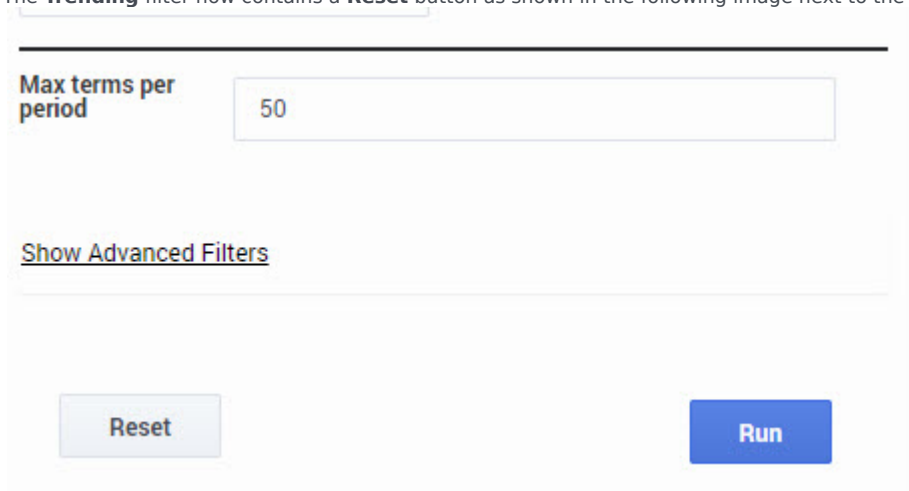 The Trending filter now contains a Reset button as shown in the following image next to the
Max terms per
period
50
Show Advanced Filters
Reset
Run